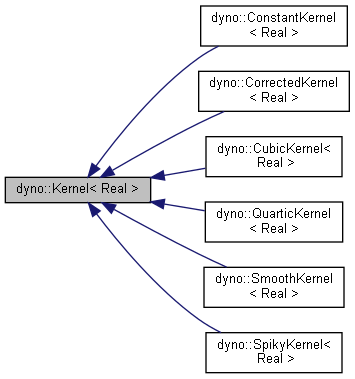 dyno::ConstantKernel
< Real >
dyno::CorrectedKernel
< Real >
dyno::CubicKernel<
Real >
dyno::Kernel< Real >
dyno::QuarticKernel
< Real >
dyno::SmoothKernel
< Real >
dyno::SpikyKernel<
Real >